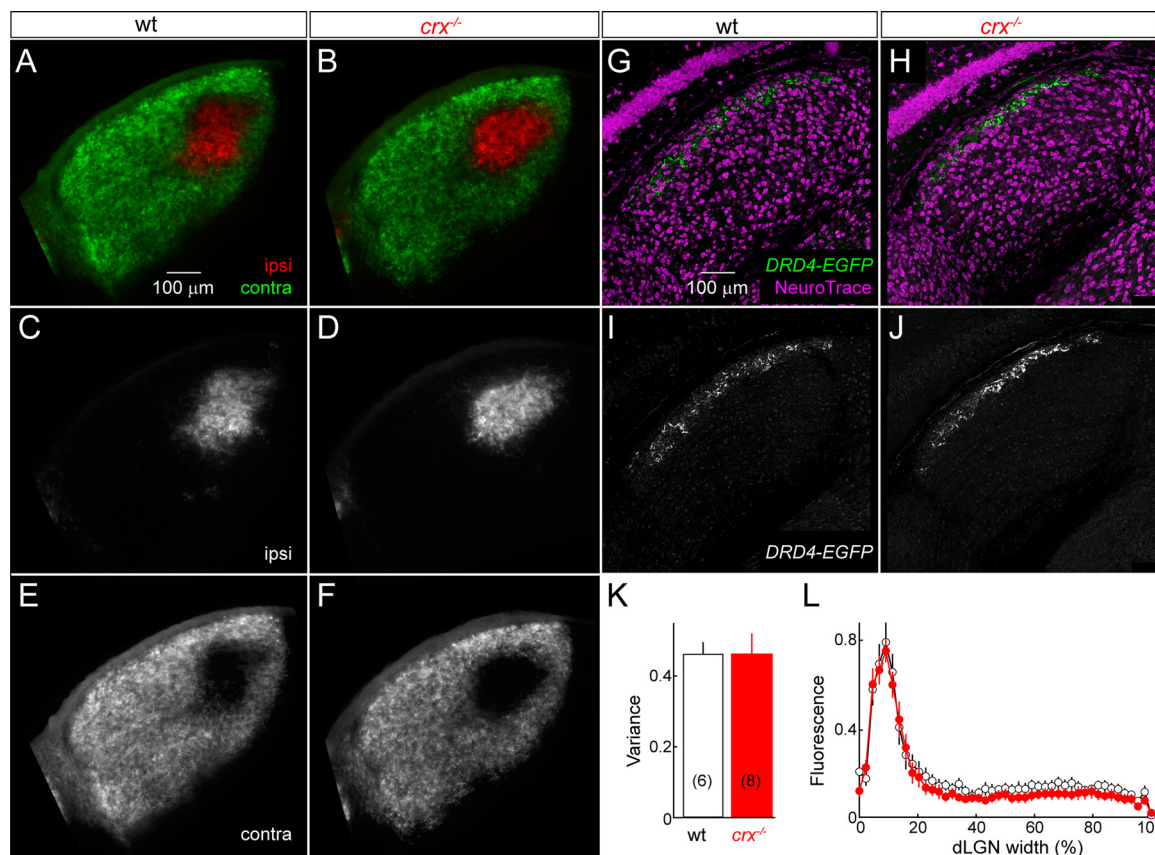 wt
crx-/-
wt
crx-/-
A
B
G
H
ipsi
contra
100 μm
100 μm
DRD4-EGFP
NeuroTrace
C
D
I
J
ipsi
DRD4-EGFP
E
F
K
L
contra
Variance
0.4
0.2
0
(6)
(8)
wt
crx-/-
Fluorescence
0.8
0.4
0
0
20
40
60
80
100
dLGN width (%)